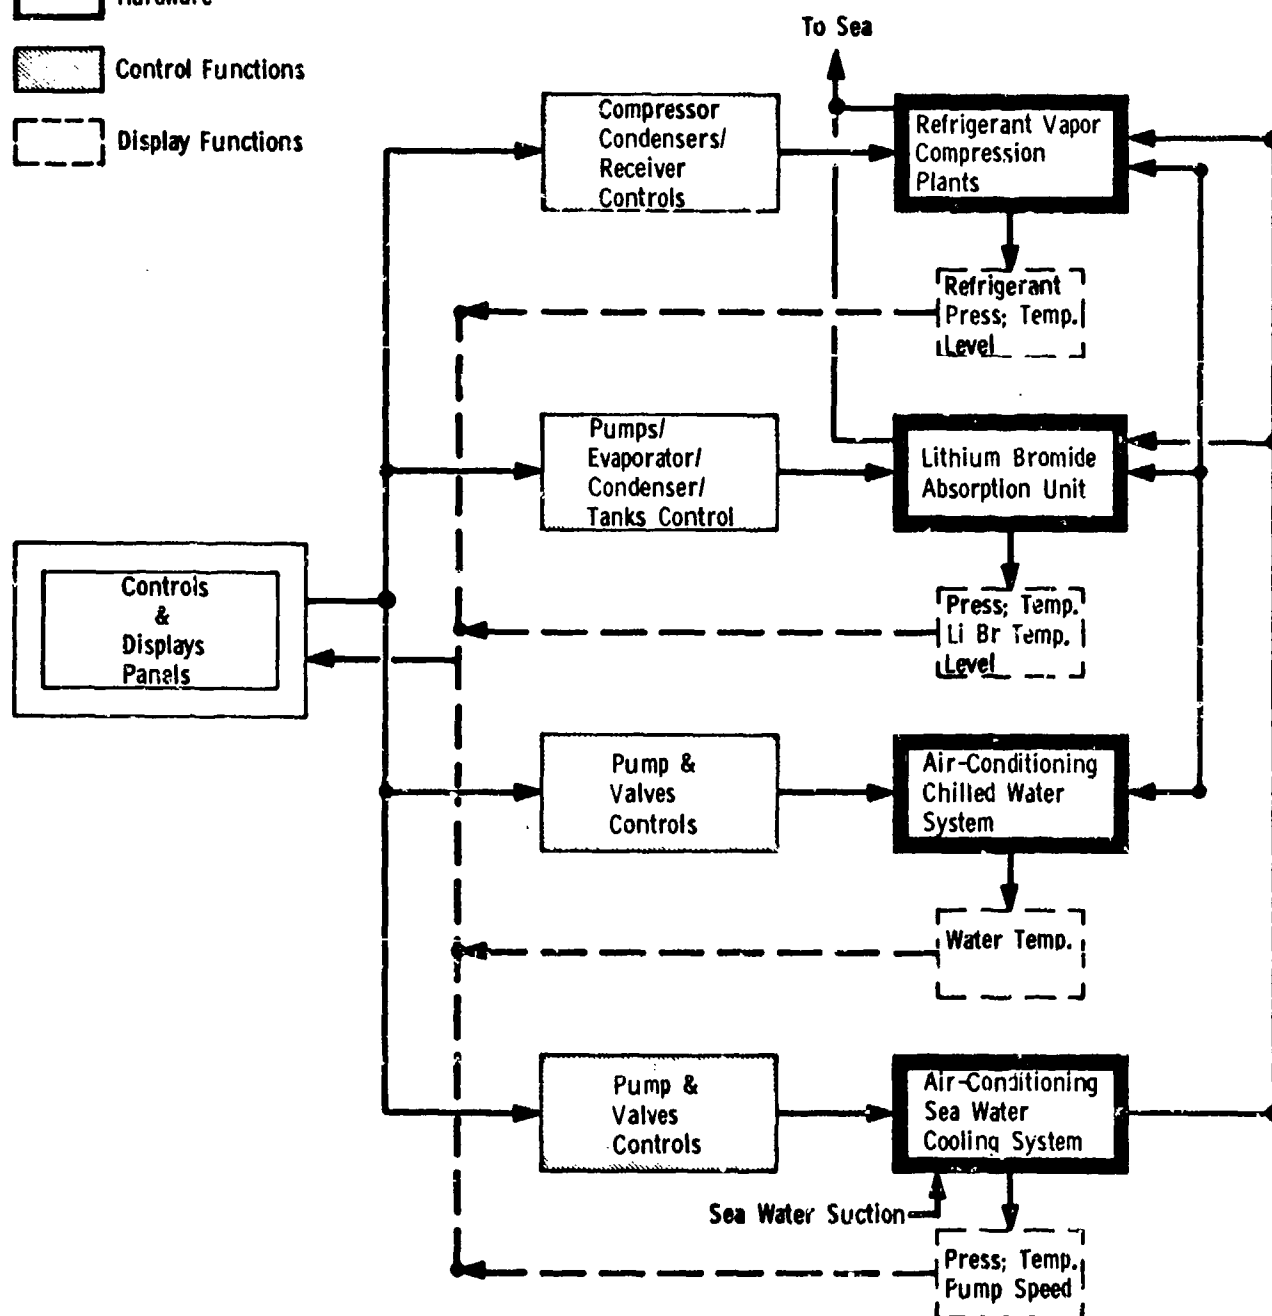 Hardware
Control Functions
Display Functions
To Sea
Compressor
Condensers/
Receiver
Controls
Refrigerant Vapor
Compression
Plants
Refrigerant
Press; Temp.
Level
Pumps/
Evaporator/
Condenser/
Tanks Control
Lithium Bromide
Absorption Unit
Press; Temp.
Li Br Temp.
Level
Controls
&
Displays
Panels
Pump &
Valves
Controls
Air-Conditioning
Chilled Water
System
Water Temp.
Pump &
Valves
Controls
Air-Conditioning
Sea Water
Cooling System
Sea Water Suction
Press; Temp.
Pump Speed